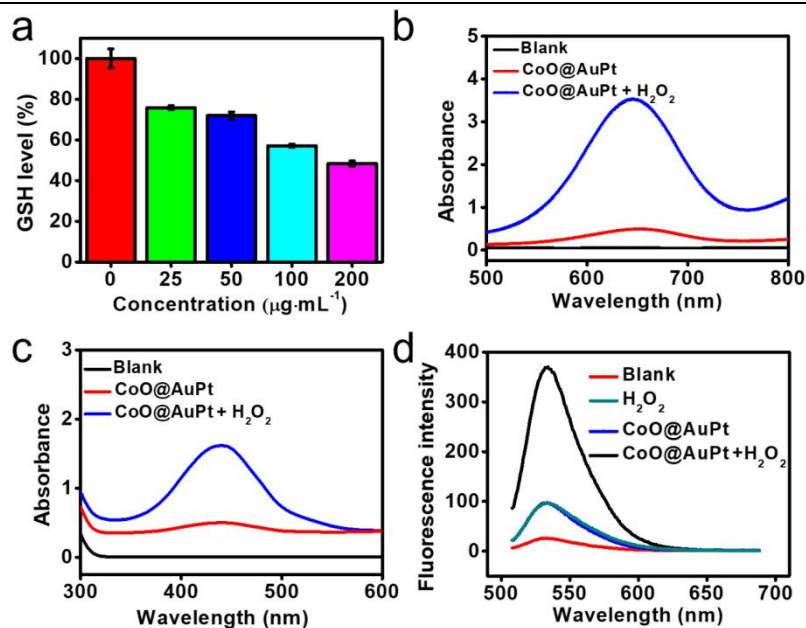 a
GSH level (%)
100
80
60
40
20
0
0 25 50 100 200
Concentration (μg·mL⁻¹)
b
Blank
CoO@AuPt
CoO@AuPt + H₂O₂
Absorbance
5
4
3
2
1
0
500 600 700 800
Wavelength (nm)
c
Blank
CoO@AuPt
CoO@AuPt + H₂O₂
Absorbance
3
2
1
0
300 400 500 600
Wavelength (nm)
d
Blank
H₂O₂
CoO@AuPt
CoO@AuPt +H₂O₂
Fluorescence intensity
400
300
200
100
0
500 550 600 650 700
Wavelength (nm)